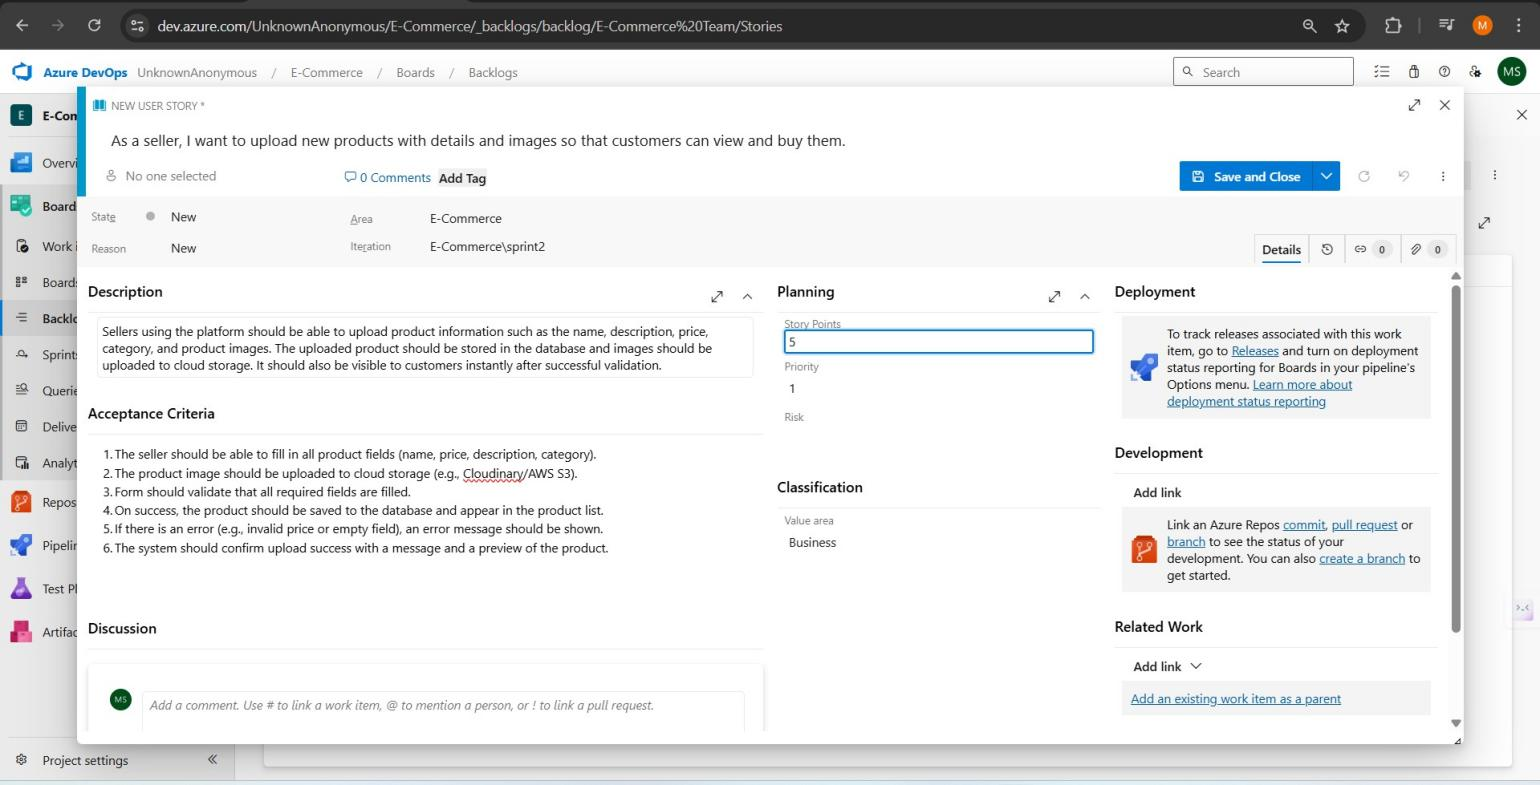 dev.azure.com/UnknownAnonymous/E-Commerce/_backlogs/backlog/E-Commerce%20Team/Stories
M
Azure DevOps UnknownAnonymous / E-Commerce / Boards / Backlogs
Search
MS
E E-Com
Overvi
Board
Work i
Boards
Backlo
Sprints
Querie
Delive
Analyt
Repos
Pipelin
Test Pl
Artifac
Project settings
NEW USER STORY *
As a seller, I want to upload new products with details and images so that customers can view and buy them.
No one selected
0 Comments Add Tag
Save and Close
State New
Area E-Commerce
Reason New
Iteration E-Commerce\sprint2
Details 0 0
Description
Sellers using the platform should be able to upload product information such as the name, description, price,
category, and product images. The uploaded product should be stored in the database and images should be
uploaded to cloud storage. It should also be visible to customers instantly after successful validation.
Acceptance Criteria
1. The seller should be able to fill in all product fields (name, price, description, category).
2. The product image should be uploaded to cloud storage (e.g., Cloudinary/AWS S3).
3. Form should validate that all required fields are filled.
4. On success, the product should be saved to the database and appear in the product list.
5. If there is an error (e.g., invalid price or empty field), an error message should be shown.
6. The system should confirm upload success with a message and a preview of the product.
Discussion
MS
Add a comment. Use # to link a work item, @ to mention a person, or ! to link a pull request.
Planning
Story Points
5
Priority
1
Risk
Classification
Value area
Business
Deployment
To track releases associated with this work
item, go to Releases and turn on deployment
status reporting for Boards in your pipeline's
Options menu. Learn more about
deployment status reporting
Development
Add link
Link an Azure Repos commit, pull request or
branch to see the status of your
development. You can also create a branch to
get started.
Related Work
Add link
Add an existing work item as a parent